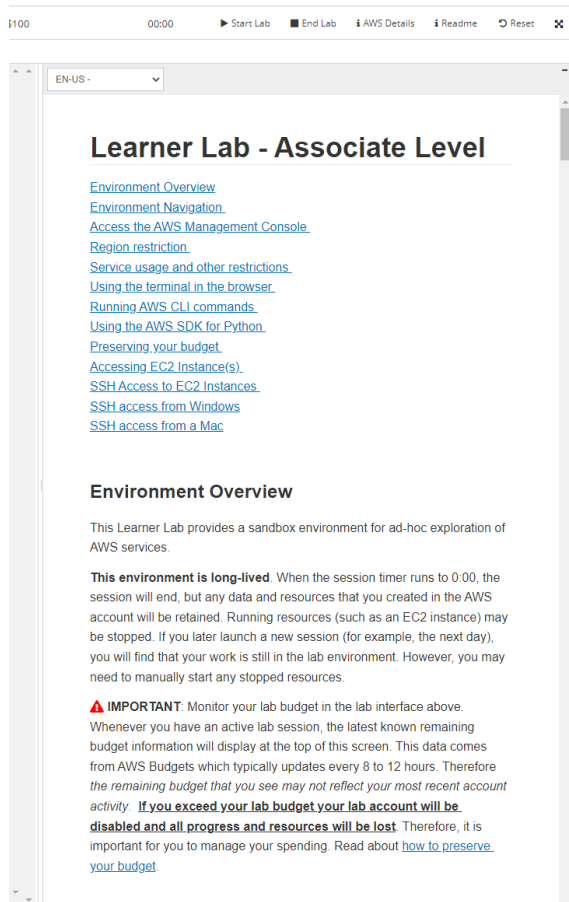 $100 00:00 Start Lab End Lab i AWS Details i Readme Reset
EN-US -
Learner Lab - Associate Level
Environment Overview
Environment Navigation
Access the AWS Management Console
Region restriction
Service usage and other restrictions
Using the terminal in the browser
Running AWS CLI commands
Using the AWS SDK for Python
Preserving your budget
Accessing EC2 Instance(s)
SSH Access to EC2 Instances
SSH access from Windows
SSH access from a Mac
Environment Overview
This Learner Lab provides a sandbox environment for ad-hoc exploration of
AWS services.
This environment is long-lived. When the session timer runs to 0:00, the
session will end, but any data and resources that you created in the AWS
account will be retained. Running resources (such as an EC2 instance) may
be stopped. If you later launch a new session (for example, the next day),
you will find that your work is still in the lab environment. However, you may
need to manually start any stopped resources.
IMPORTANT: Monitor your lab budget in the lab interface above.
Whenever you have an active lab session, the latest known remaining
budget information will display at the top of this screen. This data comes
from AWS Budgets which typically updates every 8 to 12 hours. Therefore
the remaining budget that you see may not reflect your most recent account
activity. If you exceed your lab budget your lab account will be
disabled and all progress and resources will be lost. Therefore, it is
important for you to manage your spending. Read about how to preserve
your budget.